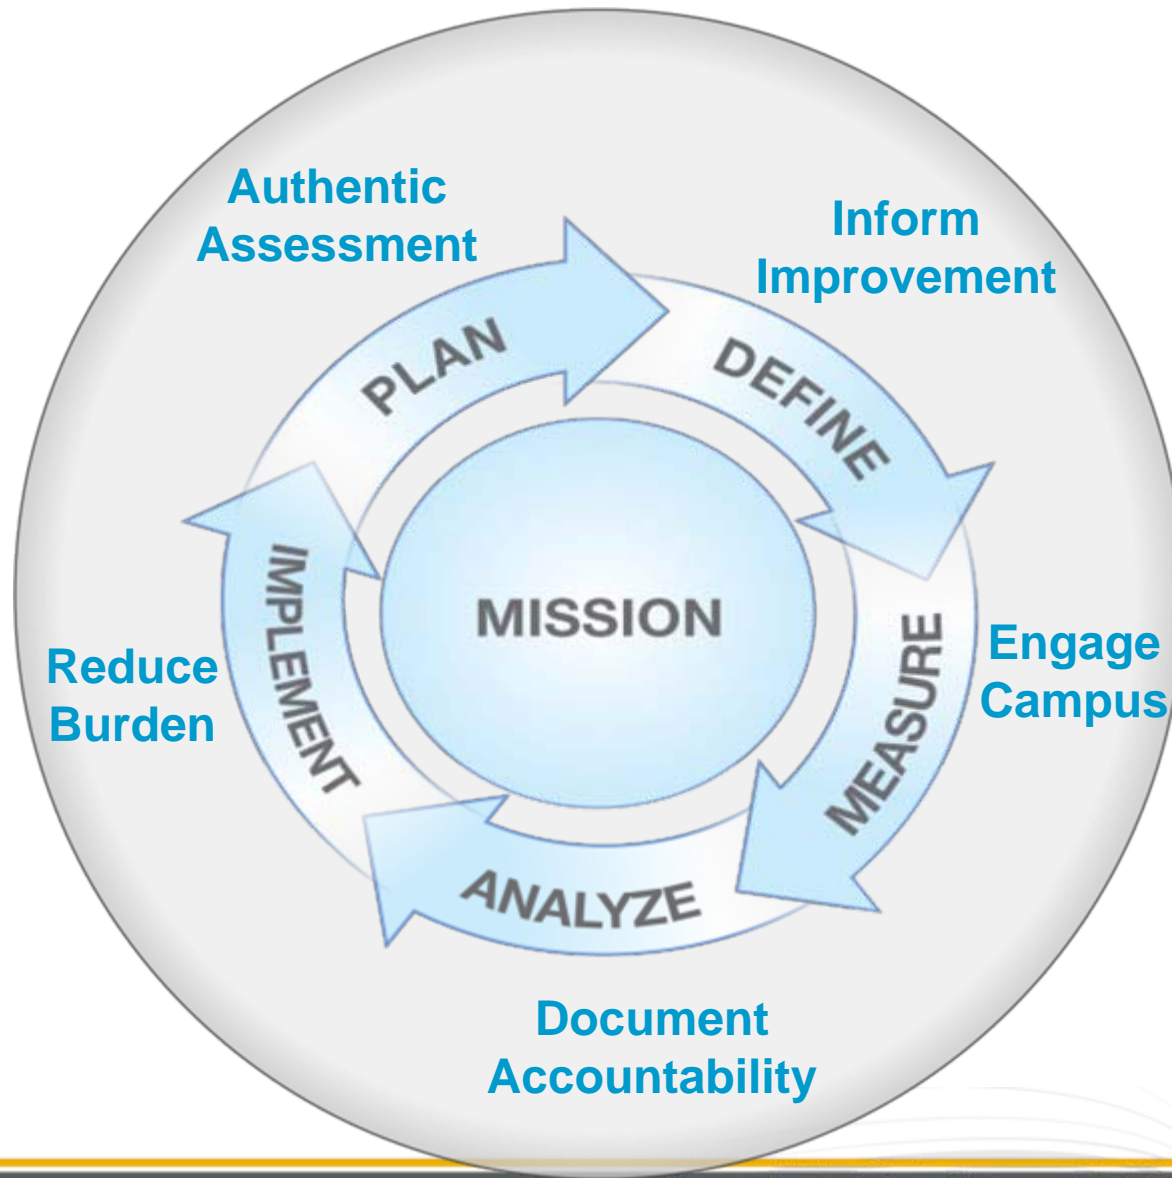 Authentic
Assessment
Inform
Improvement
PLAN
DEFINE
IMPLEMENT
MISSION
MEASURE
Reduce
Burden
Engage
Campus
ANALYZE
Document
Accountability